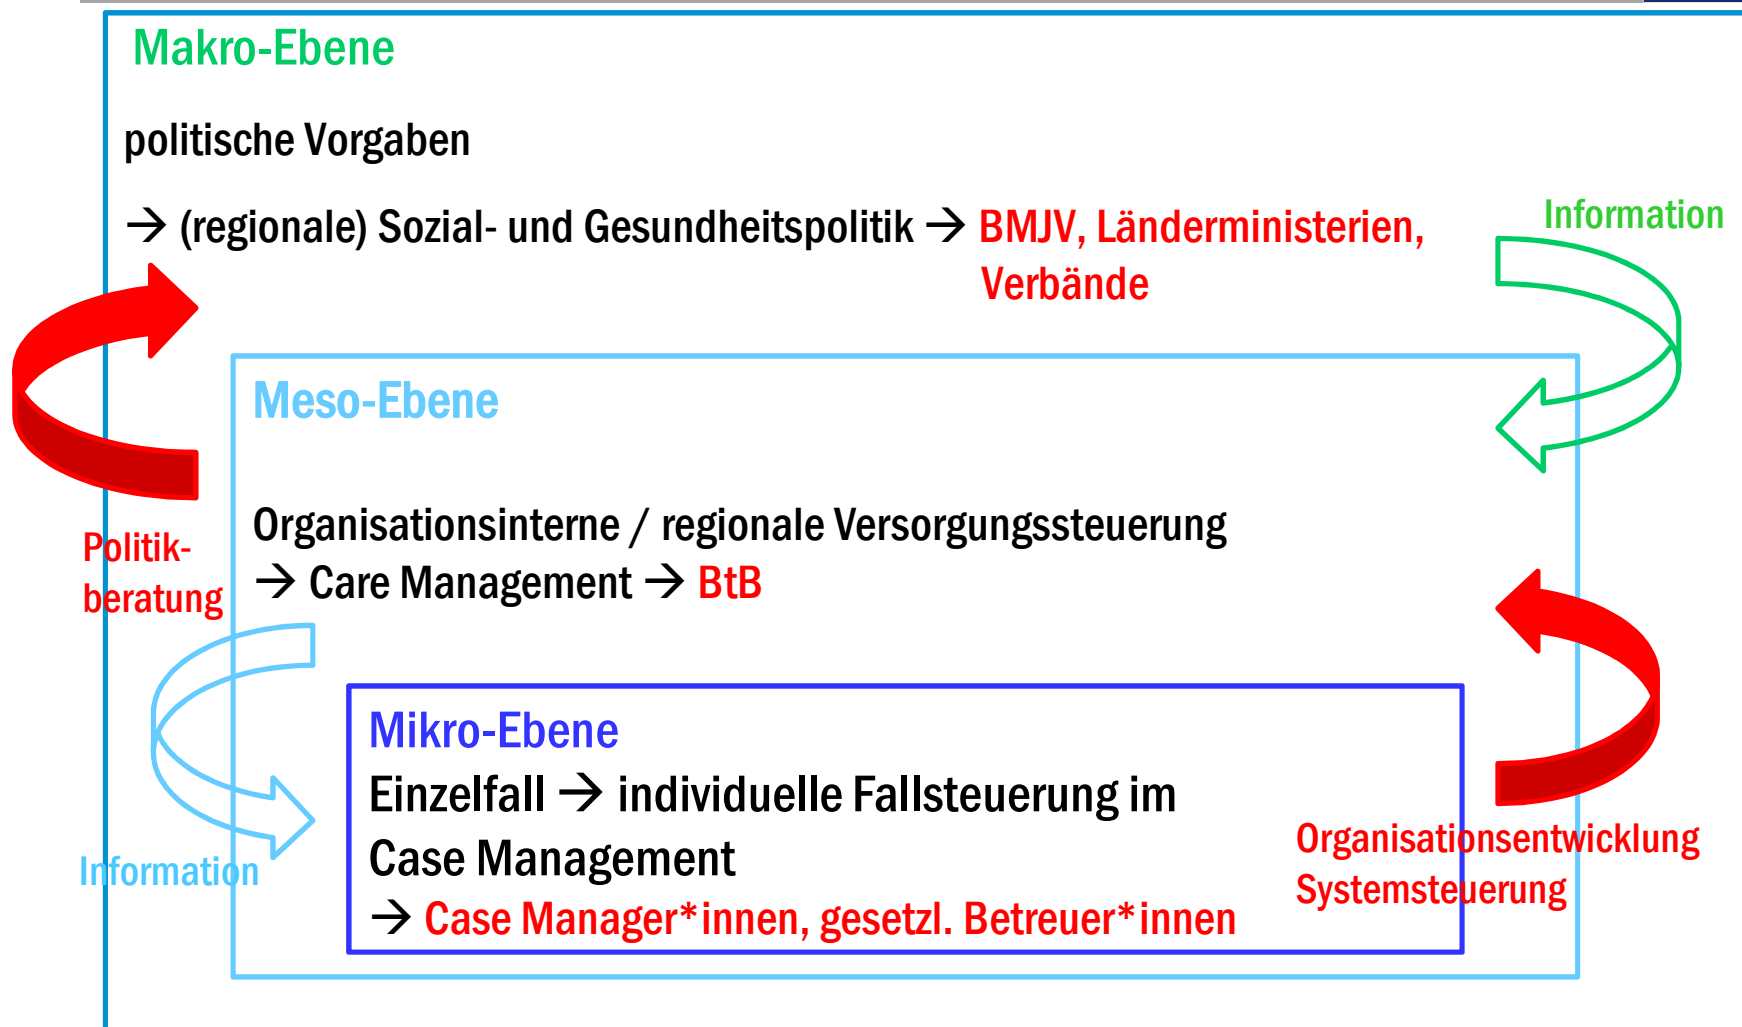 Makro-Ebene
politische Vorgaben
→ (regionale) Sozial- und Gesundheitspolitik → BMJV, Länderministerien,
Verbände
Information
Meso-Ebene
Organisationsinterne / regionale Versorgungssteuerung
→ Care Management → BtB
Politik-
beratung
Mikro-Ebene
Einzelfall → individuelle Fallsteuerung im
Case Management
→ Case Manager*innen, gesetzl. Betreuer*innen
Information
Organisationsentwicklung
Systemsteuerung